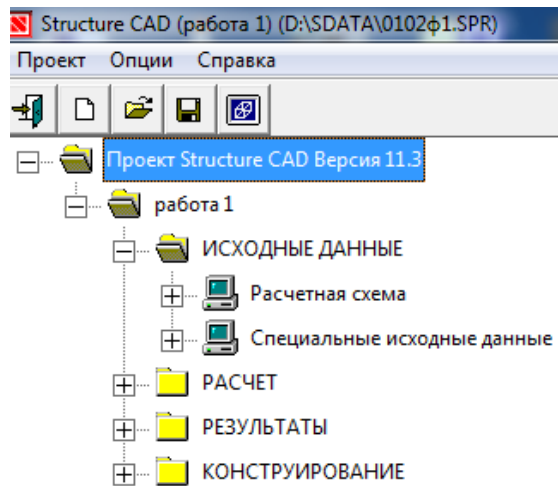 Structure CAD (работа 1) (D:\SDATA\0102ф1.SPR)
Проект Опции Справка
Проект Structure CAD Версия 11.3
работа 1
ИСХОДНЫЕ ДАННЫЕ
Расчетная схема
Специальные исходные данные
РАСЧЕТ
РЕЗУЛЬТАТЫ
КОНСТРУИРОВАНИЕ